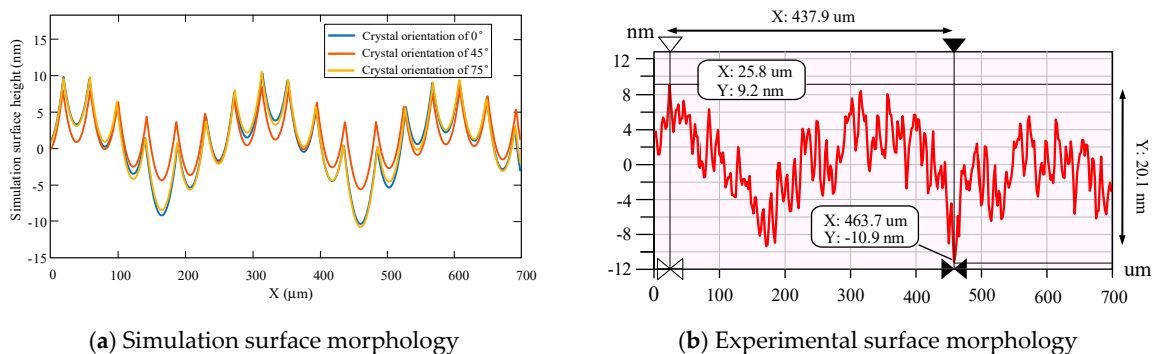 Simulation surface height (nm)
15
10
5
0
-5
-10
-15
0 100 200 300 400 500 600 700
X (μm)
Crystal orientation of 0°
Crystal orientation of 45°
Crystal orientation of 75°
(a) Simulation surface morphology
X: 437.9 um
nm
12
8
4
0
-4
-8
-12
X: 25.8 um
Y: 9.2 nm
X: 463.7 um
Y: -10.9 nm
Y: 20.1 nm
um
0 100 200 300 400 500 600 700
(b) Experimental surface morphology